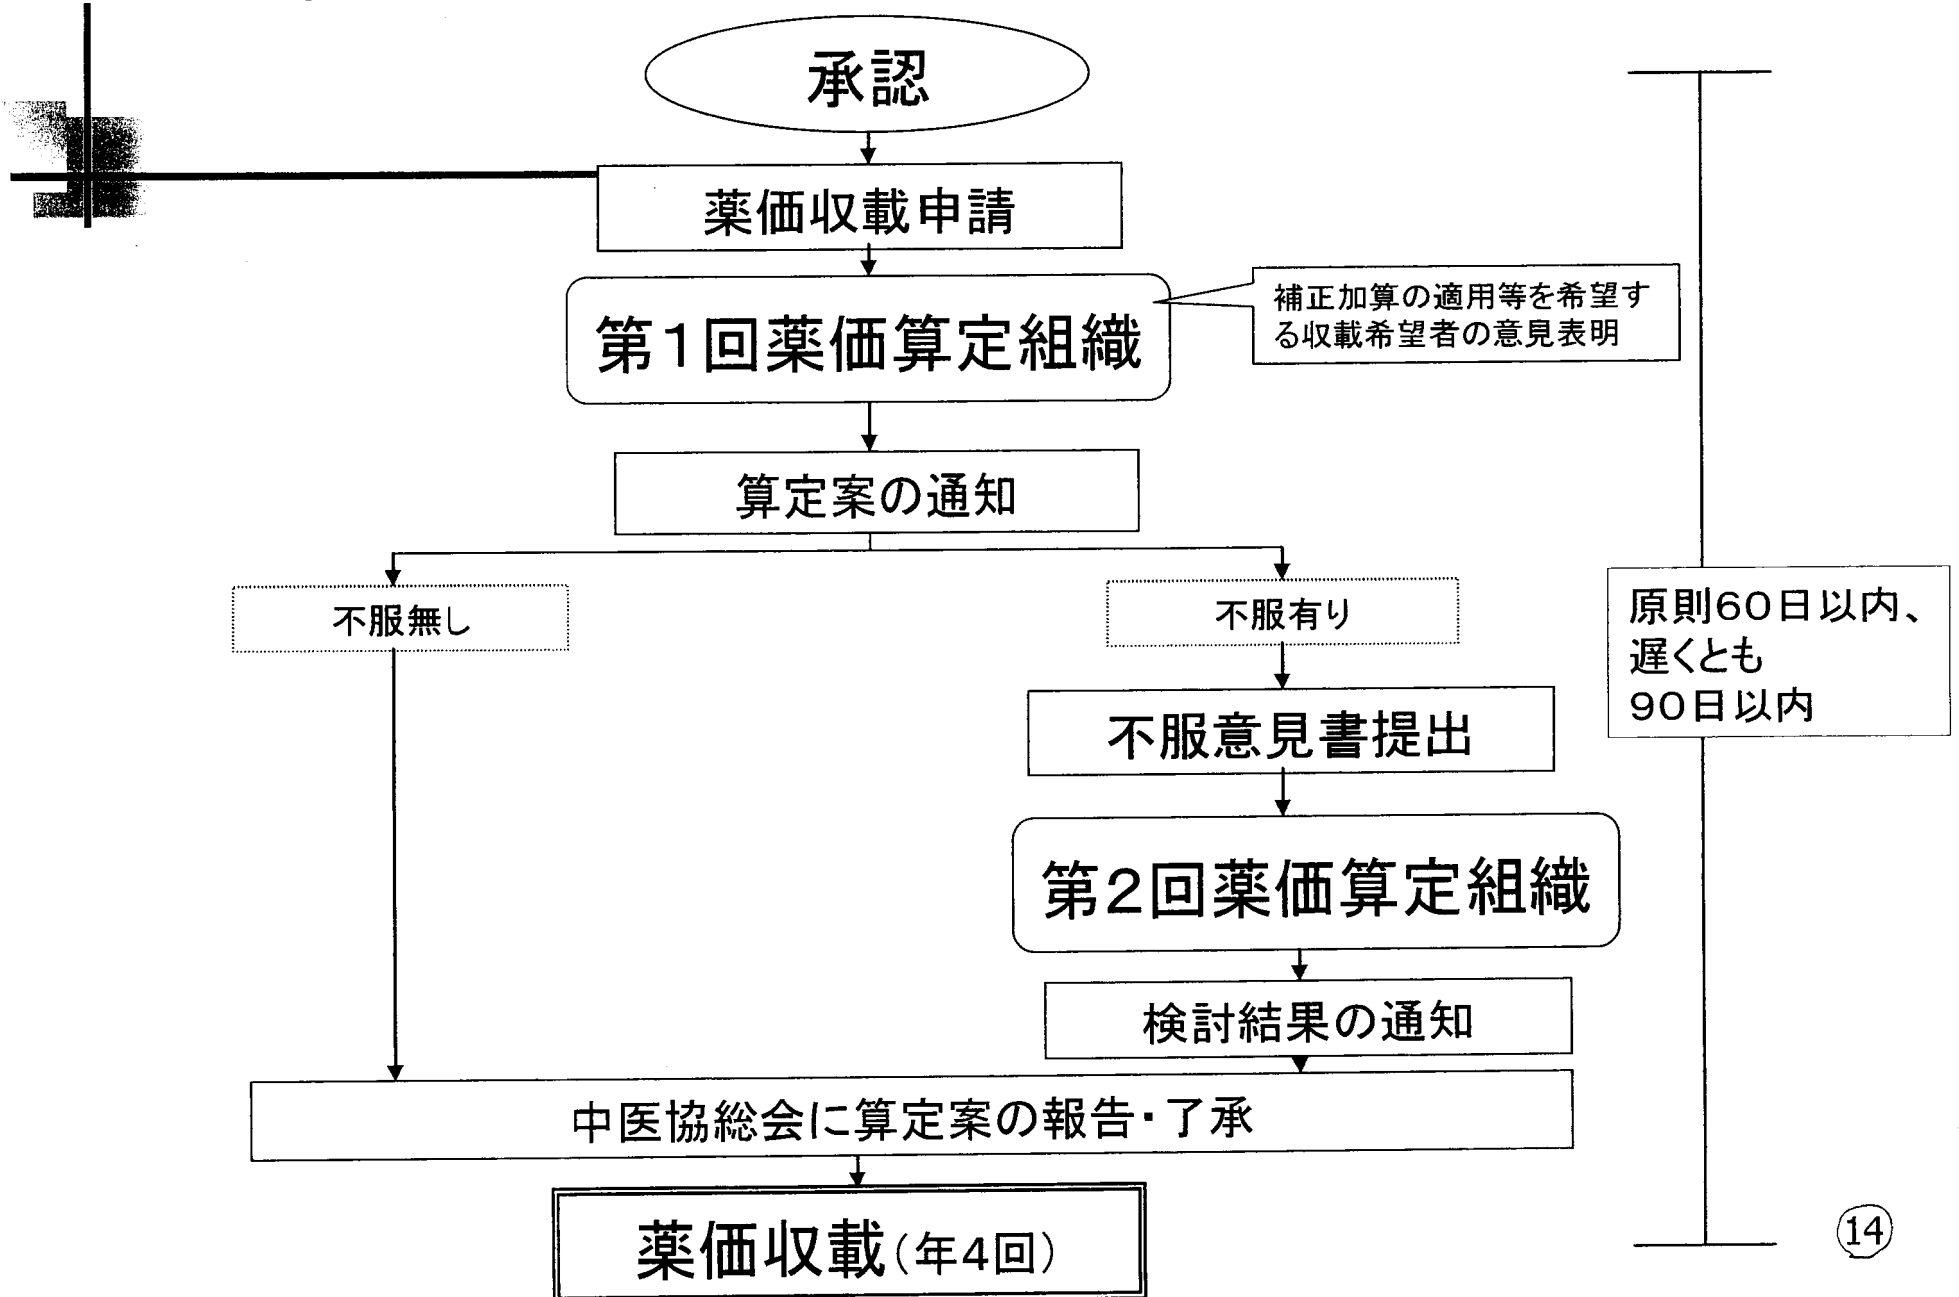 承認
薬価収載申請
第1回薬価算定組織
補正加算の適用等を希望す
る収載希望者の意見表明
算定案の通知
不服無し
不服有り
原則60日以内、
遅くとも
90日以内
不服意見書提出
第2回薬価算定組織
検討結果の通知
中医協総会に算定案の報告・了承
薬価収載(年4回)
14